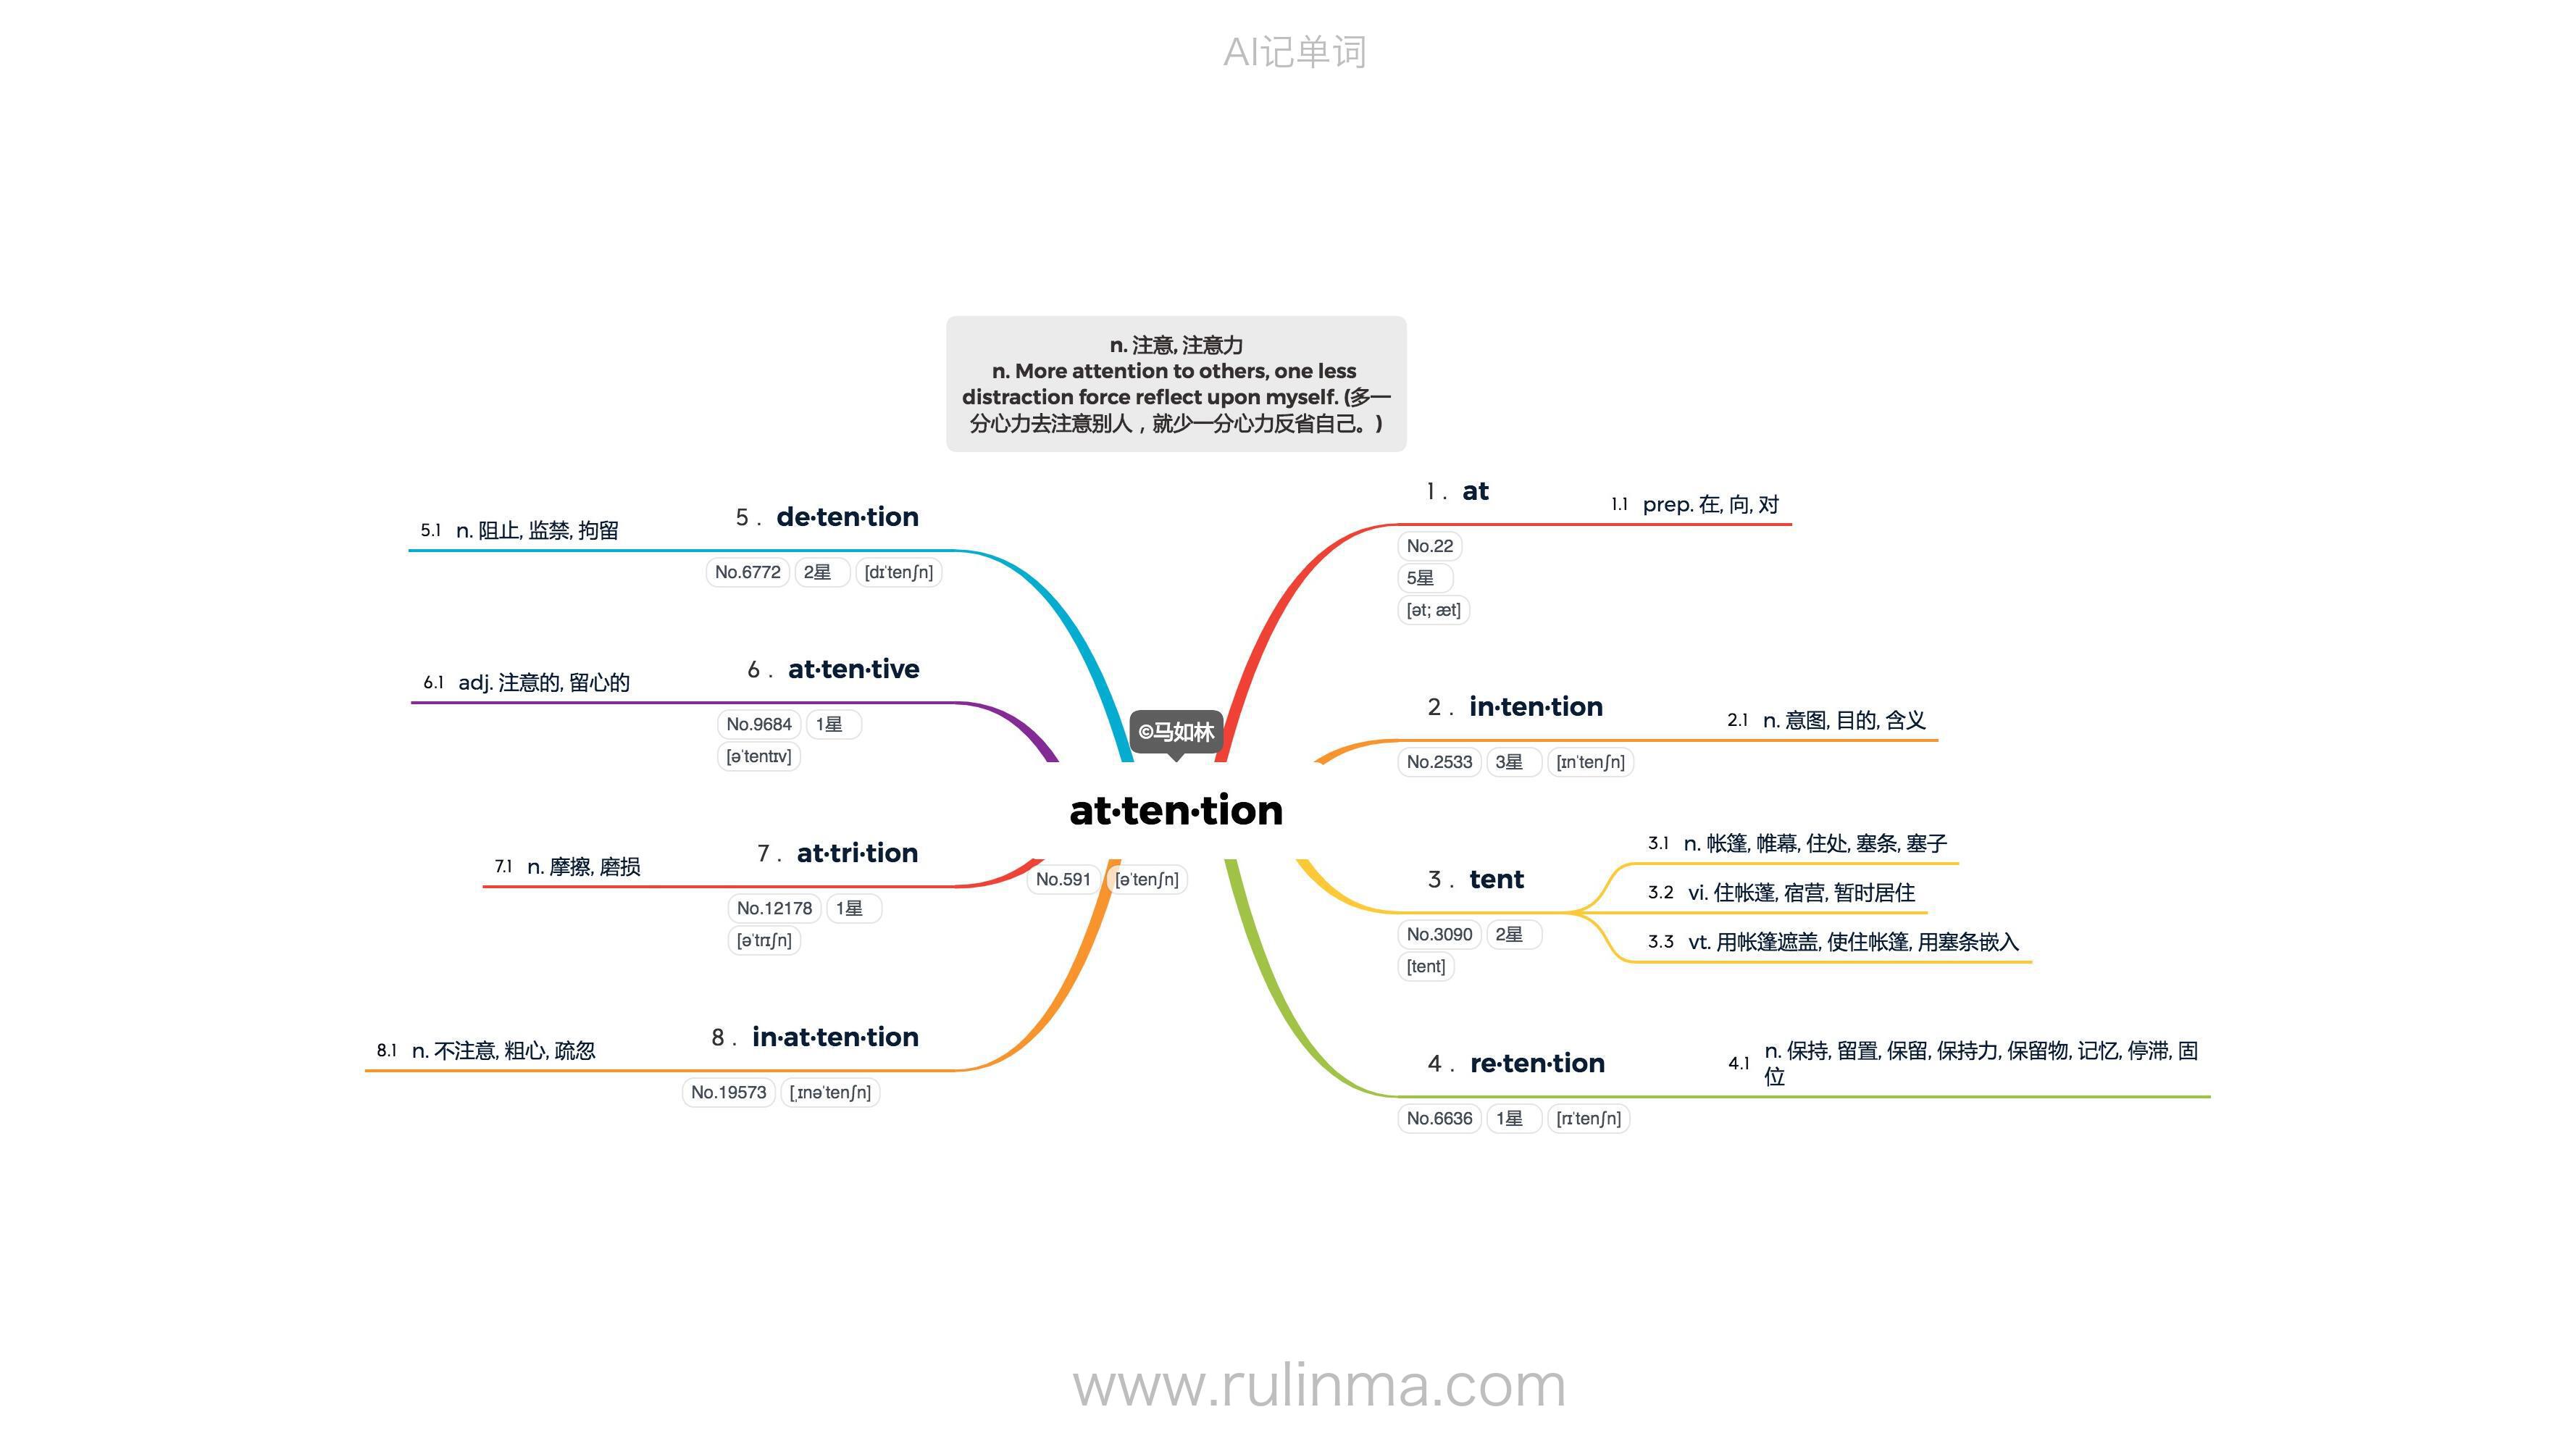 AI记单词
n. 注意, 注意力
n. More attention to others, one less
distraction force reflect upon myself. (多一
分心力去注意别人，就少一分心力反省自己。)
©马如林
at·ten·tion
No.591 [əˈtenʃn]
1 . at
No.22
5星
[ət; æt]
1.1 prep. 在, 向, 对
2 . in·ten·tion
No.2533 3星 [ɪnˈtenʃn]
2.1 n. 意图, 目的, 含义
3 . tent
No.3090 2星
[tent]
3.1 n. 帐篷, 帷幕, 住处, 塞条, 塞子
3.2 vi. 住帐蓬, 宿营, 暂时居住
3.3 vt. 用帐篷遮盖, 使住帐篷, 用塞条嵌入
4 . re·ten·tion
No.6636 1星 [rɪˈtenʃn]
4.1 n. 保持, 留置, 保留, 保持力, 保留物, 记忆, 停滞, 固
位
5 . de·ten·tion
No.6772 2星 [dɪˈtenʃn]
5.1 n. 阻止, 监禁, 拘留
6 . at·ten·tive
No.9684 1星
[əˈtentɪv]
6.1 adj. 注意的, 留心的
7 . at·tri·tion
No.12178 1星
[əˈtrɪʃn]
7.1 n. 摩擦, 磨损
8 . in·at·ten·tion
No.19573 [ˌɪnəˈtenʃn]
8.1 n. 不注意, 粗心, 疏忽
www.rulinma.com